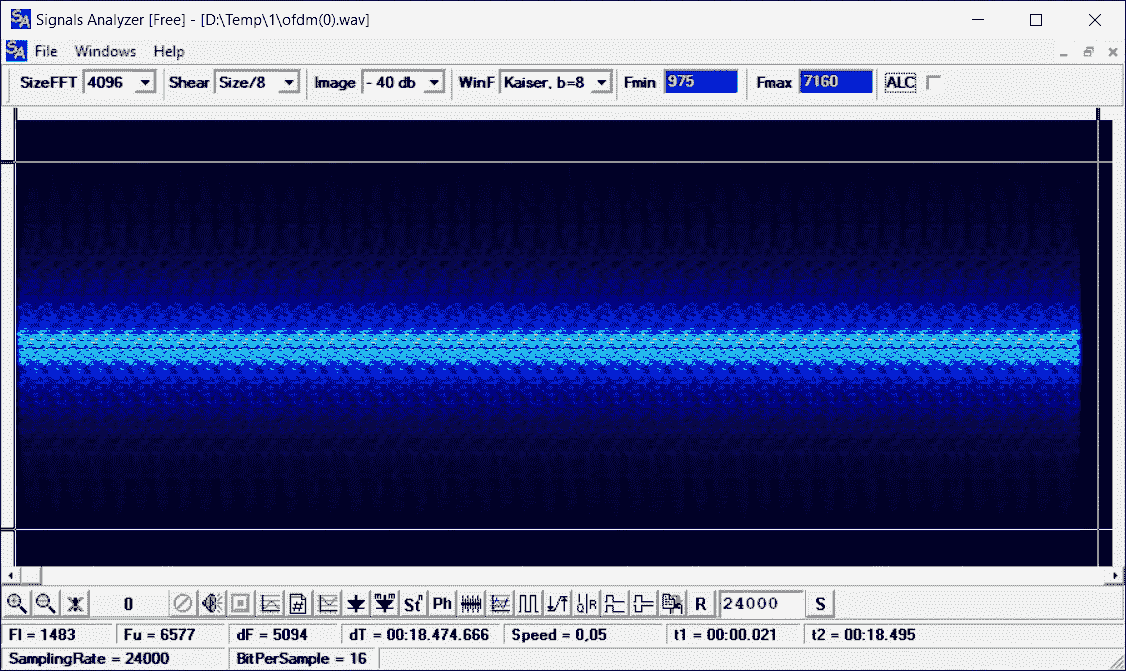 SA Signals Analyzer [Free] - [D:\Temp\1\ofdm(0).wav]
SA File Windows Help
SizeFFT 4096 Shear Size/8 Image - 40 db WinF Kaiser, b=8 Fmin 975 Fmax 7160 ALC
0 # St Ph R 24000 S
Fl = 1483 Fu = 6577 dF = 5094 dT = 00:18.474.666 Speed = 0,05 t1 = 00:00.021 t2 = 00:18.495
SamplingRate = 24000 BitPerSample = 16